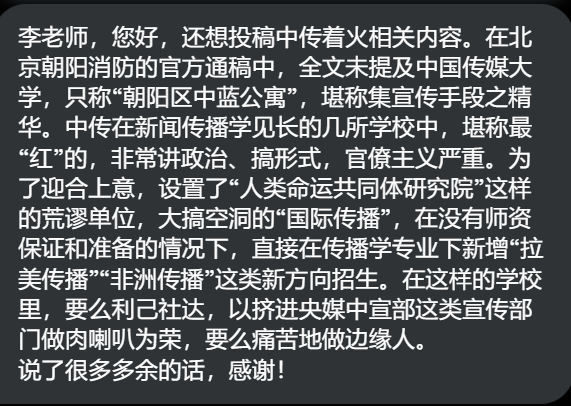 李老师，您好，还想投稿中传着火相关内容。在北
京朝阳消防的官方通稿中，全文未提及中国传媒大
学，只称“朝阳区中蓝公寓”，堪称集宣传手段之精
华。中传在新闻传播学见长的几所学校中，堪称最
“红”的，非常讲政治、搞形式，官僚主义严重。为
了迎合上意，设置了“人类命运共同体研究院”这样
的荒谬单位，大搞空洞的“国际传播”，在没有师资
保证和准备的情况下，直接在传播学专业下新增“拉
美传播”“非洲传播”这类新方向招生。在这样的学校
里，要么利己社达，以挤进央媒中宣部这类宣传部
门做肉喇叭为荣，要么痛苦地做边缘人。
说了很多多余的话，感谢！